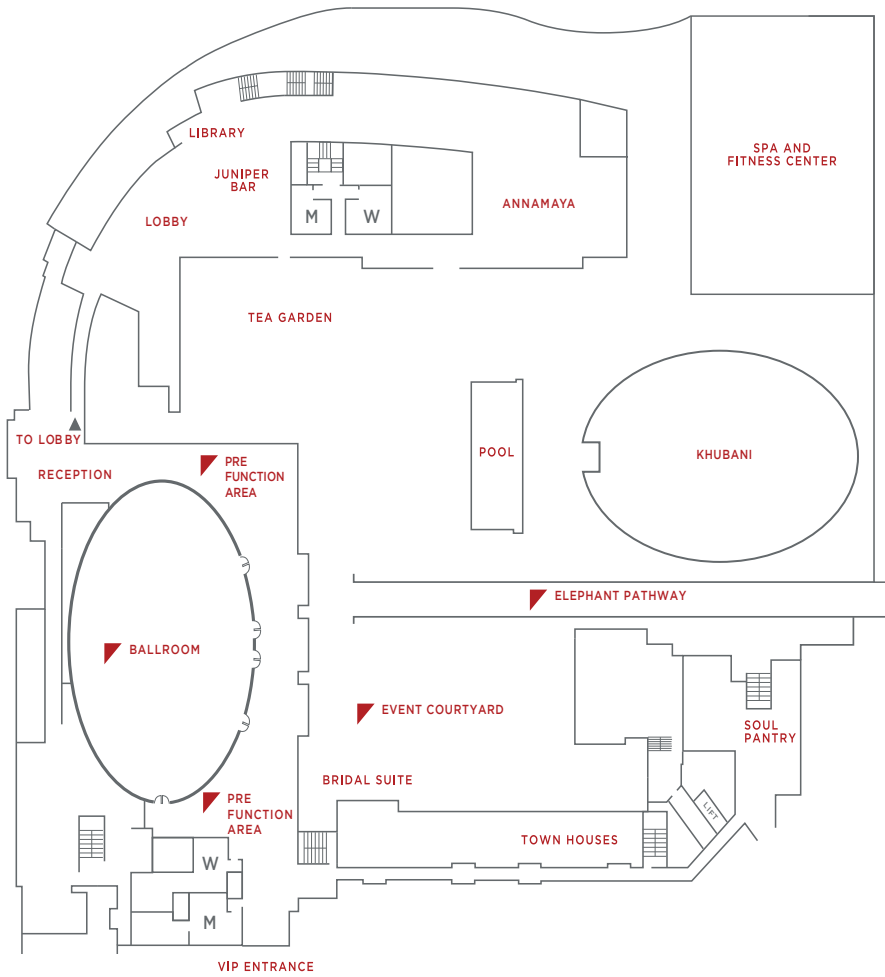 LIBRARY
SPA AND
FITNESS CENTER
JUNIPER
BAR
ANNAMAYA
M
W
LOBBY
TEA GARDEN
TO LOBBY
RECEPTION
PRE
FUNCTION
AREA
POOL
KHUBANI
ELEPHANT PATHWAY
BALLROOM
EVENT COURTYARD
SOUL
PANTRY
BRIDAL SUITE
PRE
FUNCTION
AREA
LIFT
TOWN HOUSES
W
M
VIP ENTRANCE